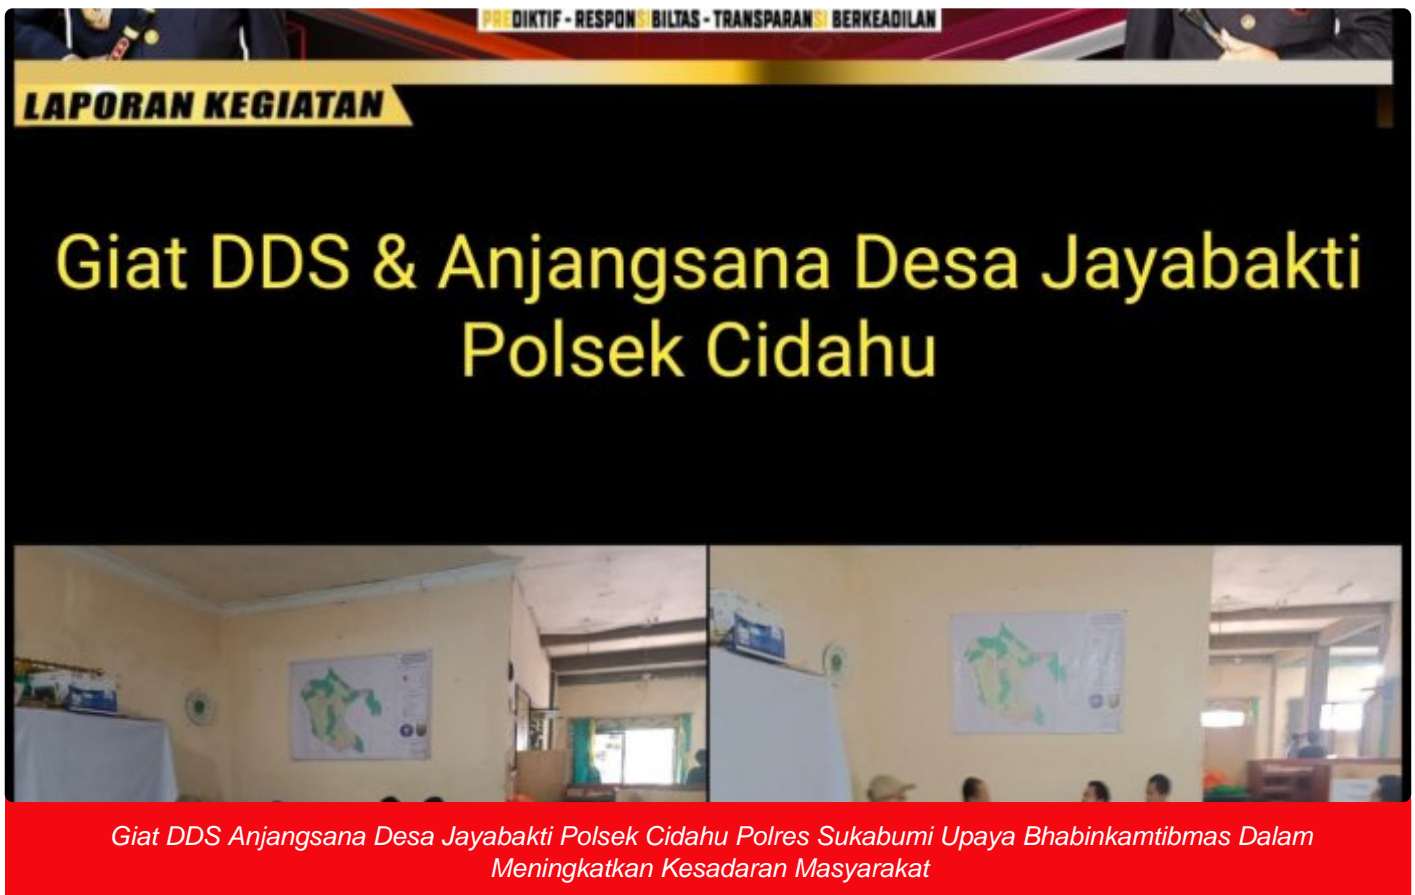 PREDIKTIF - RESPONSIBILTAS - TRANSPARANSI BERKEADILAN
LAPORAN KEGIATAN
Giat DDS & Anjangsana Desa Jayabakti
Polsek Cidahu
Giat DDS Anjangsana Desa Jayabakti Polsek Cidahu Polres Sukabumi Upaya Bhabinkamtibmas Dalam
Meningkatkan Kesadaran Masyarakat